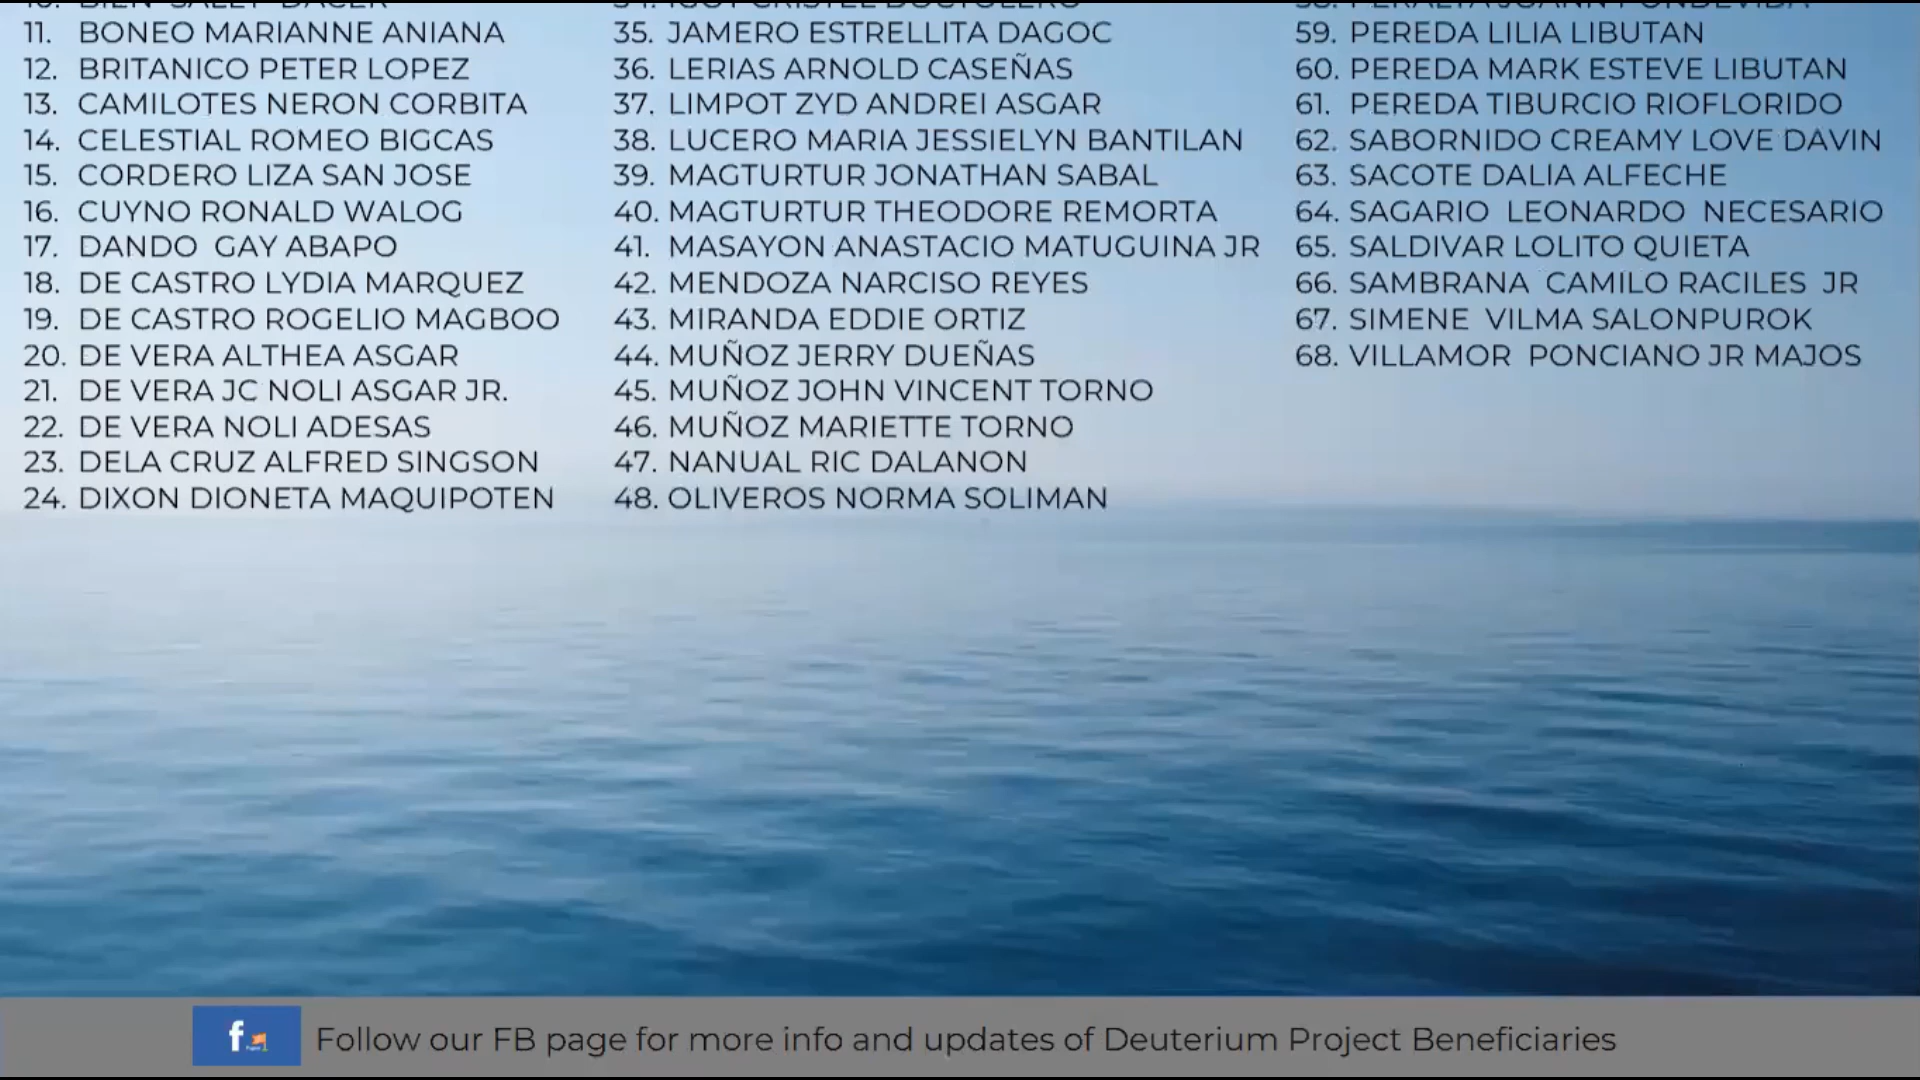 11. BONEO MARIANNE ANIANA
12. BRITANICO PETER LOPEZ
13. CAMILOTES NERON CORBITA
14. CELESTIAL ROMEO BIGCAS
15. CORDERO LIZA SAN JOSE
16. CUYNO RONALD WALOG
17. DANDO GAY ABAPO
18. DE CASTRO LYDIA MARQUEZ
19. DE CASTRO ROGELIO MAGBOO
20. DE VERA ALTHEA ASGAR
21. DE VERA JC NOLI ASGAR JR.
22. DE VERA NOLI ADESAS
23. DELA CRUZ ALFRED SINGSON
24. DIXON DIONETA MAQUIPOTEN
35. JAMERO ESTRELLITA DAGOC
36. LERIAS ARNOLD CASEÑAS
37. LIMPOT ZYD ANDREI ASGAR
38. LUCERO MARIA JESSIELYN BANTILAN
39. MAGTURTUR JONATHAN SABAL
40. MAGTURTUR THEODORE REMORTA
41. MASAYON ANASTACIO MATUGUINA JR
42. MENDOZA NARCISO REYES
43. MIRANDA EDDIE ORTIZ
44. MUÑOZ JERRY DUEÑAS
45. MUÑOZ JOHN VINCENT TORNO
46. MUÑOZ MARIETTE TORNO
47. NANUAL RIC DALANON
48. OLIVEROS NORMA SOLIMAN
59. PEREDA LILIA LIBUTAN
60. PEREDA MARK ESTEVE LIBUTAN
61. PEREDA TIBURCIO RIOFLORIDO
62. SABORNIDO CREAMY LOVE DAVIN
63. SACOTE DALIA ALFECHE
64. SAGARIO LEONARDO NECESARIO
65. SALDIVAR LOLITO QUIETA
66. SAMBRANA CAMILO RACILES JR
67. SIMENE VILMA SALONPUROK
68. VILLAMOR PONCIANO JR MAJOS
f
Follow our FB page for more info and updates of Deuterium Project Beneficiaries